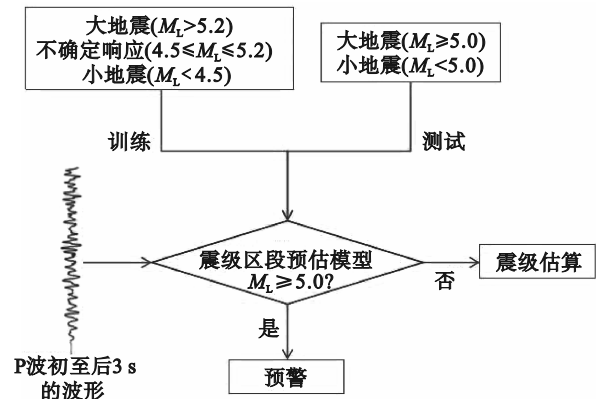 大地震(ML>5.2)
不确定响应(4.5≤ML≤5.2)
小地震(ML<4.5)
大地震(ML≥5.0)
小地震(ML<5.0)
训练
测试
震级区段预估模型
ML≥5.0?
否
震级估算
是
预警
P波初至后3 s
的波形